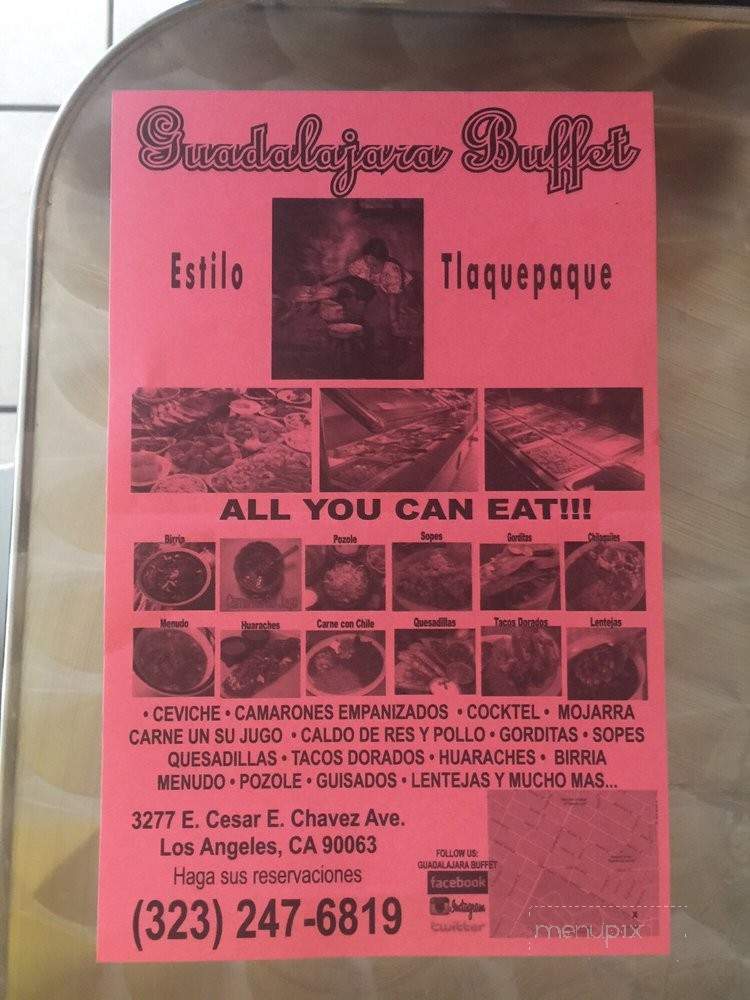 Guadalajara Buffet
Estilo Tlaquepaque
ALL YOU CAN EAT!!!
Birria
Pozole
Sopes
Gorditas
Chilaquiles
Menudo
Huaraches
Carne con Chile
Quesadillas
Tacos Dorados
Lentejas
• CEVICHE • CAMARONES EMPANIZADOS • COCKTEL • MOJARRA
CARNE UN SU JUGO • CALDO DE RES Y POLLO • GORDITAS • SOPES
QUESADILLAS • TACOS DORADOS • HUARACHES • BIRRIA
MENUDO • POZOLE • GUISADOS • LENTEJAS Y MUCHO MAS...
3277 E. Cesar E. Chavez Ave.
Los Angeles, CA 90063
Haga sus reservaciones
(323) 247-6819
FOLLOW US:
GUADALAJARA BUFFET
facebook
Instagram
twitter
X
menupix